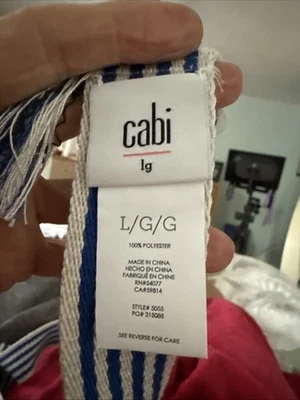 cabi
lg
L/G/G
100% POLYESTER
MADE IN CHINA
HECHO EN CHINA
FABRIQUÉ EN CHINE
RN#54077
CA#59814
STYLE# 5055
PO# 215088
SEE REVERSE FOR CARE